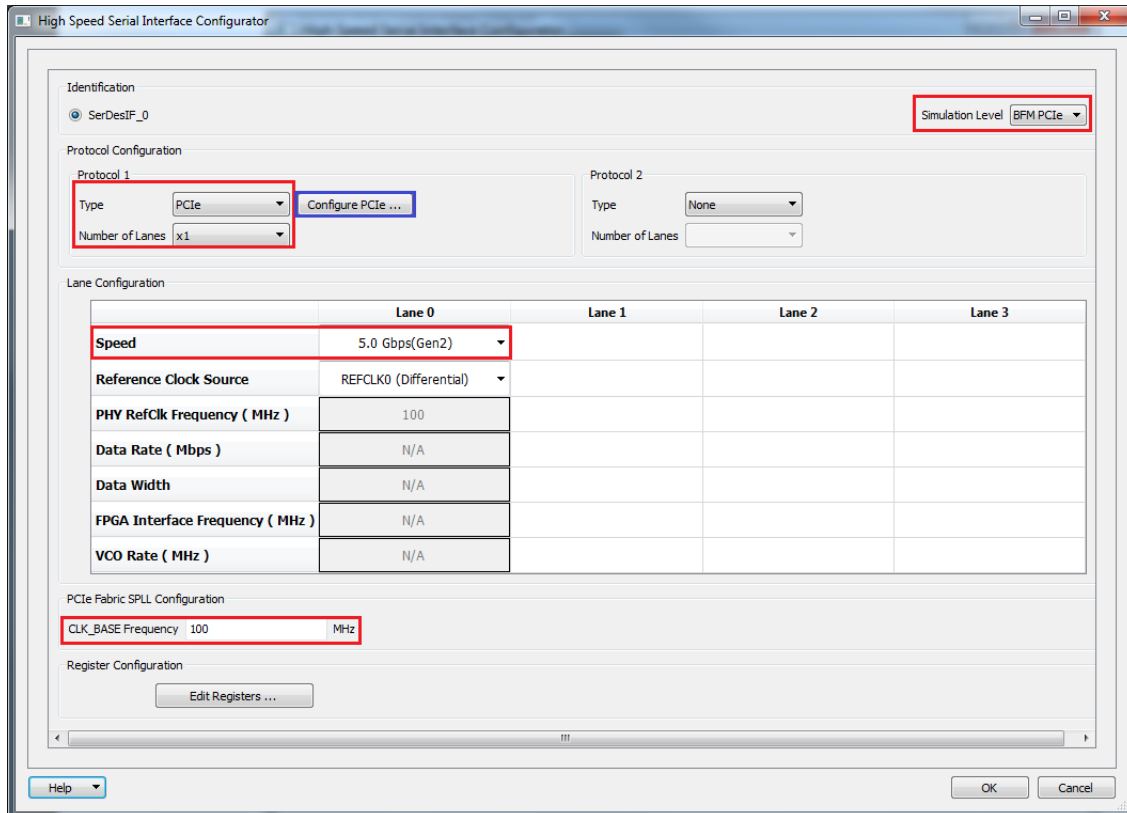 High Speed Serial Interface Configurator
Identification
SerDesIF_0
Simulation Level BFM PCIe
Protocol Configuration
Protocol 1
Protocol 2
Type PCIe Configure PCIe ...
Type None
Number of Lanes x1
Number of Lanes
Lane Configuration
Lane 0 Lane 1 Lane 2 Lane 3
Speed 5.0 Gbps(Gen2)
Reference Clock Source REFCLK0 (Differential)
PHY RefClk Frequency ( MHz ) 100
Data Rate ( Mbps ) N/A
Data Width N/A
FPGA Interface Frequency ( MHz ) N/A
VCO Rate ( MHz ) N/A
PCIe Fabric SPLL Configuration
CLK_BASE Frequency 100 MHz
Register Configuration
Edit Registers ...
Help OK Cancel